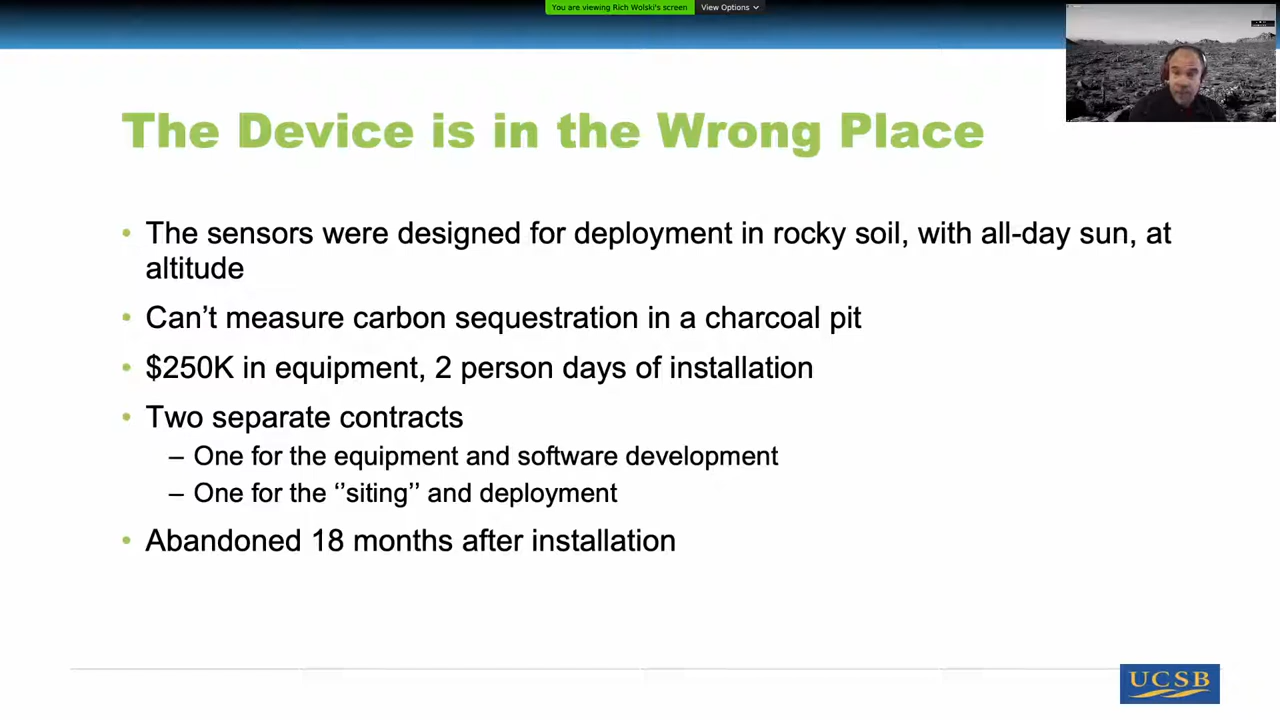 You are viewing Rich Wolski's screen View Options
The Device is in the Wrong Place
• The sensors were designed for deployment in rocky soil, with all-day sun, at
altitude
• Can’t measure carbon sequestration in a charcoal pit
• $250K in equipment, 2 person days of installation
• Two separate contracts
– One for the equipment and software development
– One for the ‘’siting’’ and deployment
• Abandoned 18 months after installation
UCSB